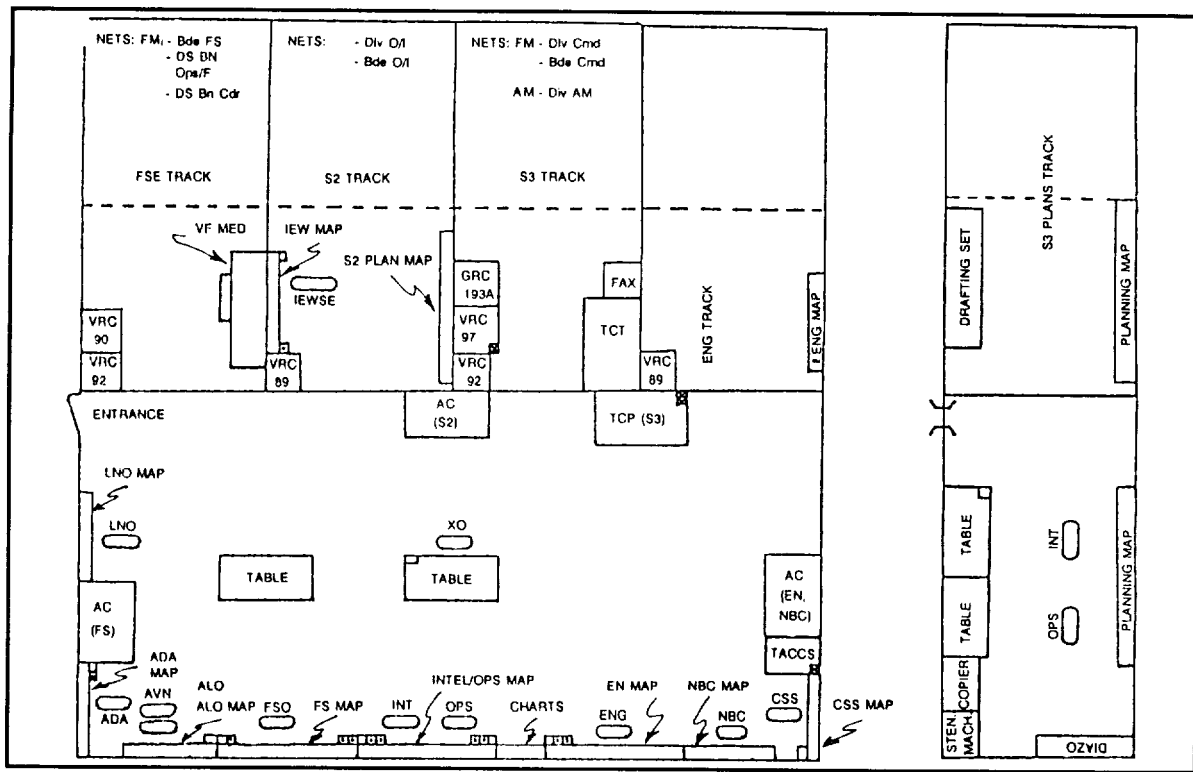 NETS: FM - Bde FS
- DS BN
Ops/F
- DS Bn Cdr
NETS: - Div O/I
- Bde O/I
NETS: FM - Div Cmd
- Bde Cmd
AM - Div AM
FSE TRACK
S2 TRACK
S3 TRACK
ENG TRACK
S3 PLANS TRACK
VF MED
IEW MAP
S2 PLAN MAP
IEWSE
GRC
193A
FAX
ENG MAP
DRAFTING SET
PLANNING MAP
VRC
90
VRC
97
TCT
VRC
92
VRC
89
VRC
92
VRC
89
ENTRANCE
AC
(S2)
TCP (S3)
LNO MAP
LNO
XO
TABLE
TABLE
AC
(EN,
NBC)
TABLE
INT
PLANNING MAP
AC
(FS)
TACCS
TABLE
OPS
ADA
MAP
ADA
AVN
ALO
ALO MAP
FSO
FS MAP
INT
INTEL/OPS MAP
OPS
CHARTS
ENG
EN MAP
NBC MAP
NBC
CSS
CSS MAP
COPIER
STEN.
MACH.
DIAZO